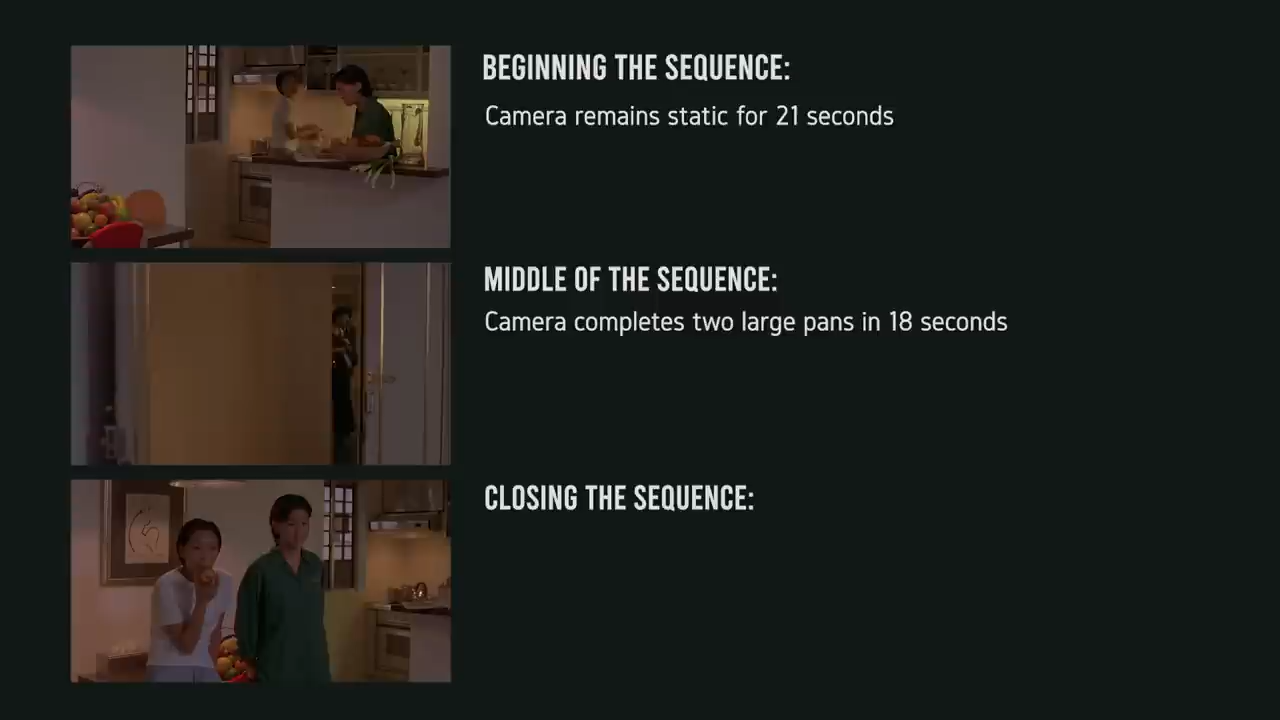 BEGINNING THE SEQUENCE:
Camera remains static for 21 seconds
MIDDLE OF THE SEQUENCE:
Camera completes two large pans in 18 seconds
CLOSING THE SEQUENCE: